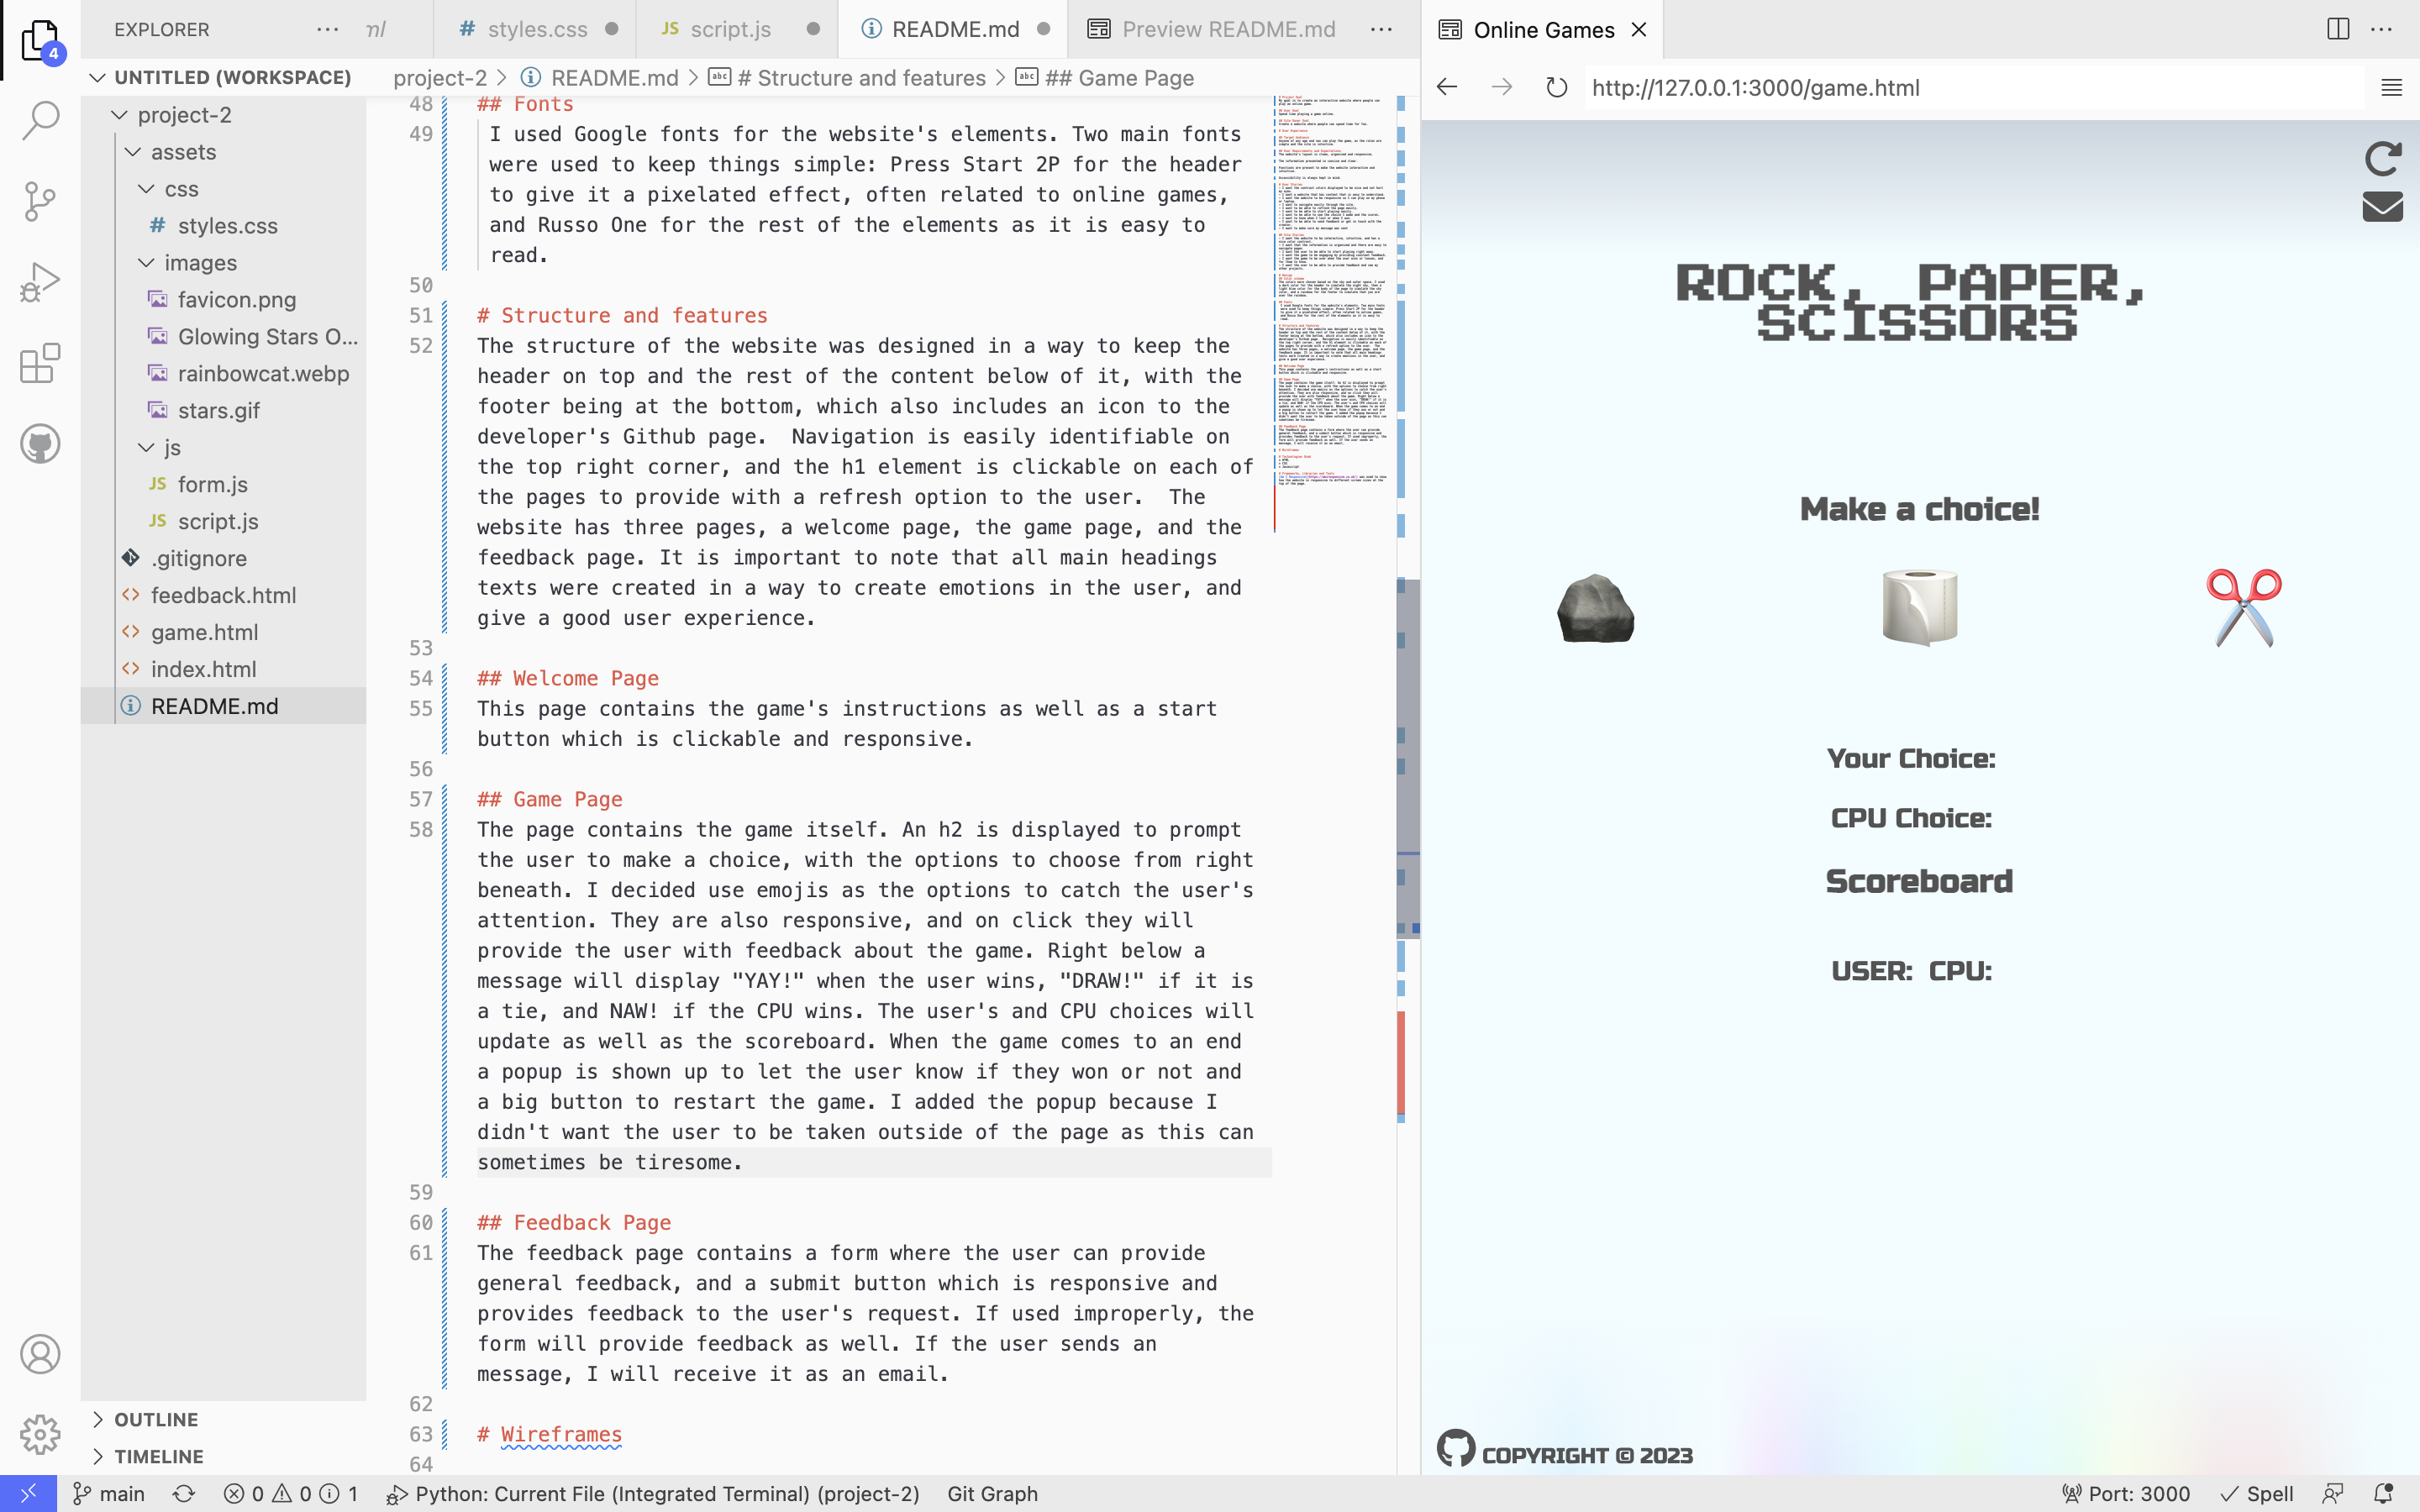 EXPLORER
ml
# styles.css
JS script.js
README.md
Preview README.md
Online Games
4
UNTITLED (WORKSPACE)
project-2 > README.md > # Structure and features > ## Game Page
http://127.0.0.1:3000/game.html
project-2
assets
css
# styles.css
images
favicon.png
Glowing Stars O...
rainbowcat.webp
stars.gif
js
JS form.js
JS script.js
.gitignore
<> feedback.html
<> game.html
<> index.html
README.md
OUTLINE
TIMELINE
48 ## Fonts
49 I used Google fonts for the website's elements. Two main fonts
were used to keep things simple: Press Start 2P for the header
to give it a pixelated effect, often related to online games,
and Russo One for the rest of the elements as it is easy to
read.
50
51 # Structure and features
52 The structure of the website was designed in a way to keep the
header on top and the rest of the content below of it, with the
footer being at the bottom, which also includes an icon to the
developer's Github page.  Navigation is easily identifiable on
the top right corner, and the h1 element is clickable on each of
the pages to provide with a refresh option to the user.  The
website has three pages, a welcome page, the game page, and the
feedback page. It is important to note that all main headings
texts were created in a way to create emotions in the user, and
give a good user experience.
53
54 ## Welcome Page
55 This page contains the game's instructions as well as a start
button which is clickable and responsive.
56
57 ## Game Page
58 The page contains the game itself. An h2 is displayed to prompt
the user to make a choice, with the options to choose from right
beneath. I decided use emojis as the options to catch the user's
attention. They are also responsive, and on click they will
provide the user with feedback about the game. Right below a
message will display "YAY!" when the user wins, "DRAW!" if it is
a tie, and NAW! if the CPU wins. The user's and CPU choices will
update as well as the scoreboard. When the game comes to an end
a popup is shown up to let the user know if they won or not and
a big button to restart the game. I added the popup because I
didn't want the user to be taken outside of the page as this can
sometimes be tiresome.
59
60 ## Feedback Page
61 The feedback page contains a form where the user can provide
general feedback, and a submit button which is responsive and
provides feedback to the user's request. If used improperly, the
form will provide feedback as well. If the user sends an
message, I will receive it as an email.
62
63 # Wireframes
64
ROCK, PAPER,
SCISSORS
Make a choice!
Your Choice:
CPU Choice:
Scoreboard
USER: CPU:
COPYRIGHT © 2023
main
0 0 1
Python: Current File (Integrated Terminal) (project-2)
Git Graph
Port: 3000
Spell